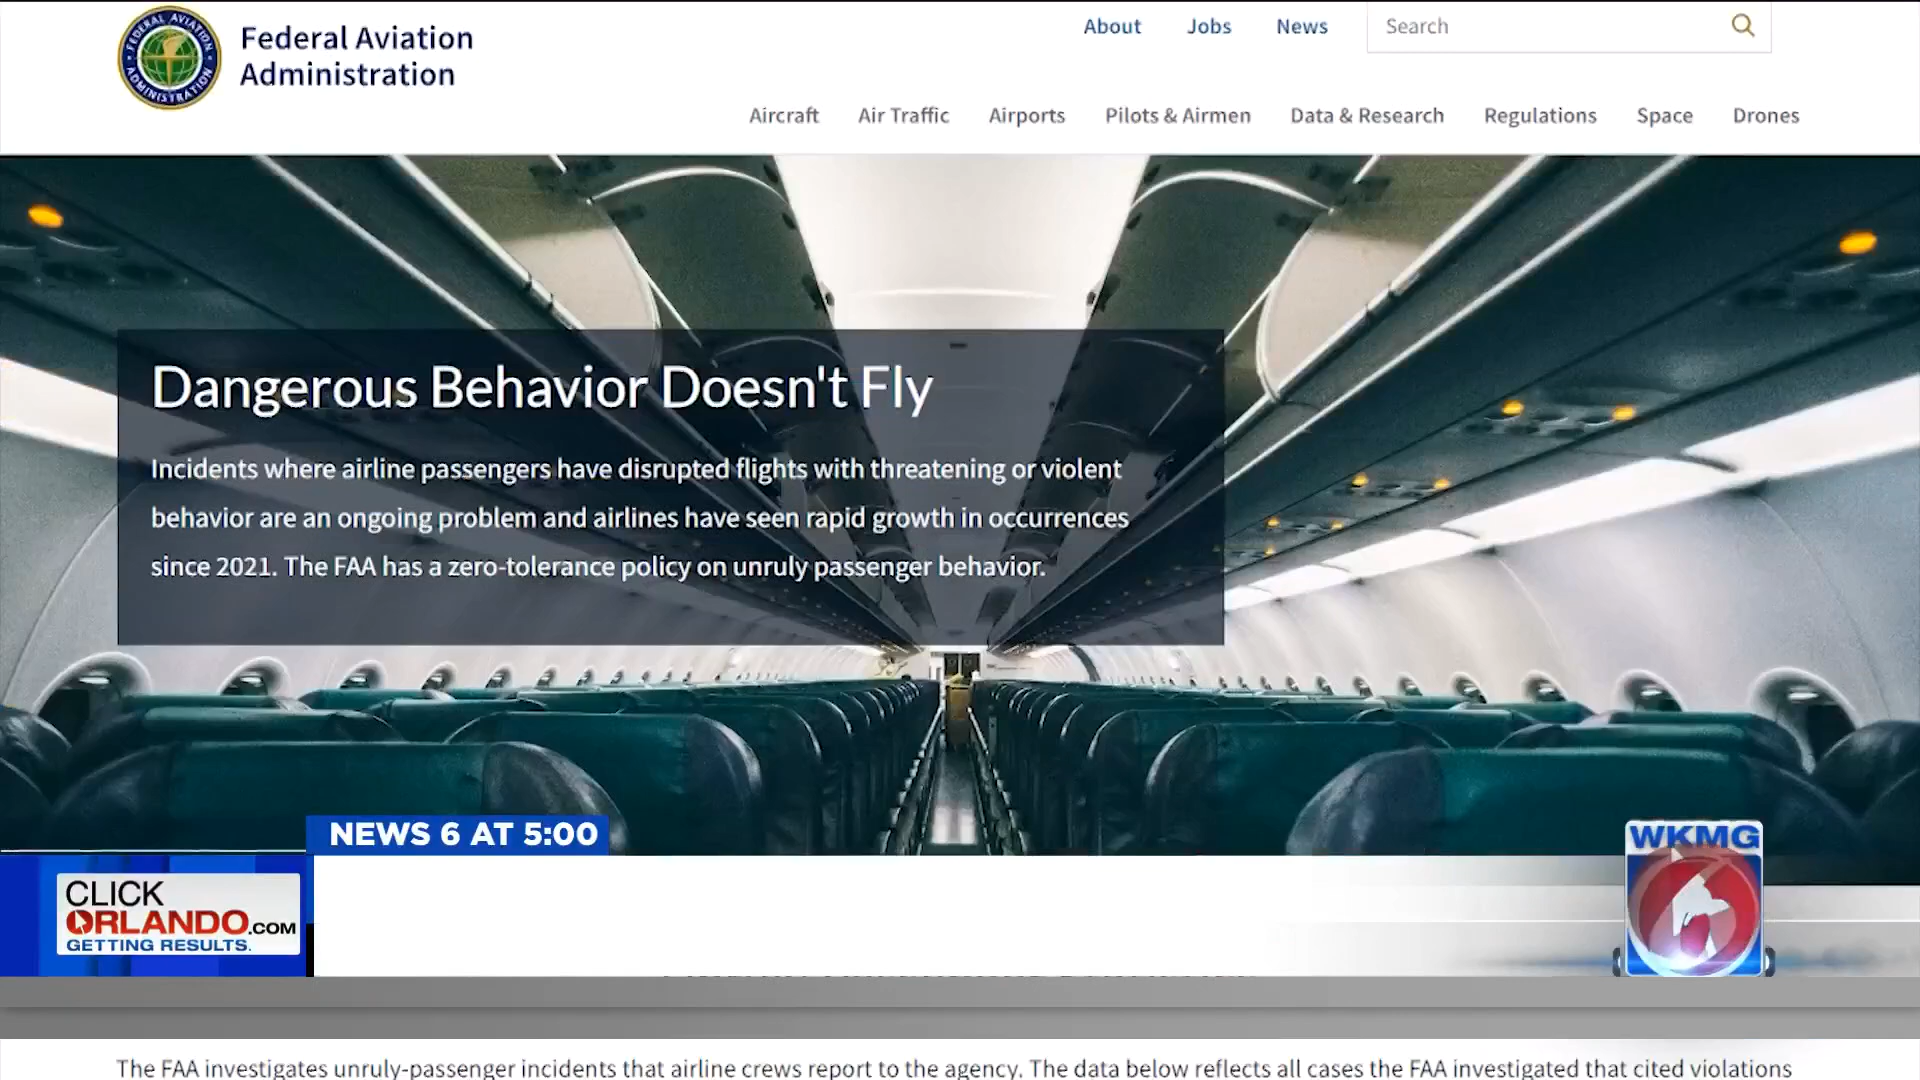 FEDERAL AVIATION
ADMINISTRATION
Federal Aviation
Administration
About Jobs News Search
Aircraft Air Traffic Airports Pilots & Airmen Data & Research Regulations Space Drones
Dangerous Behavior Doesn't Fly
Incidents where airline passengers have disrupted flights with threatening or violent
behavior are an ongoing problem and airlines have seen rapid growth in occurrences
since 2021. The FAA has a zero-tolerance policy on unruly passenger behavior.
NEWS 6 AT 5:00
CLICK
ORLANDO.COM
GETTING RESULTS.
WKMG
The FAA investigates unruly-passenger incidents that airline crews report to the agency. The data below reflects all cases the FAA investigated that cited violations